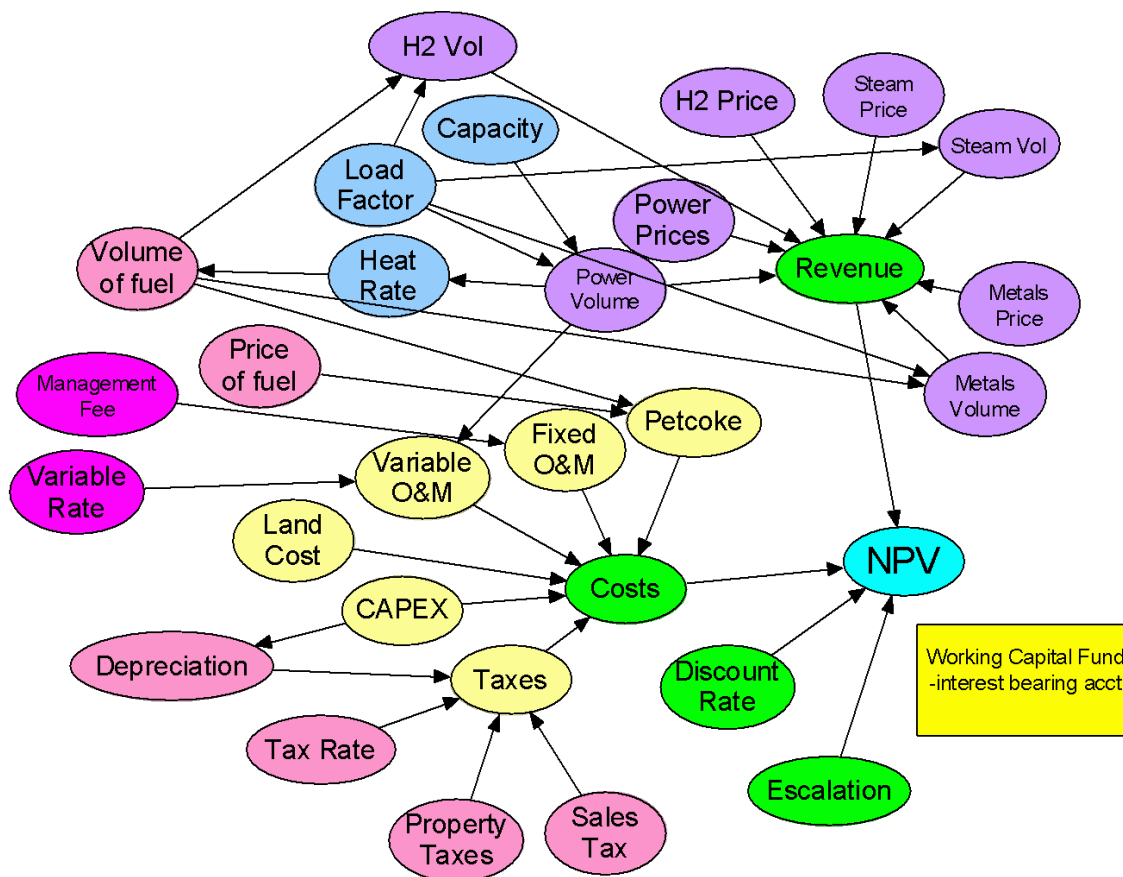 H2 Vol
H2 Price
Steam
Price
Capacity
Steam Vol
Load
Factor
Power
Prices
Volume
of fuel
Heat
Rate
Power
Volume
Revenue
Metals
Price
Price
of fuel
Management
Fee
Metals
Volume
Petcoke
Fixed
O&M
Variable
O&M
Variable
Rate
Land
Cost
NPV
Costs
CAPEX
Depreciation
Taxes
Discount
Rate
Working Capital Fund
-interest bearing acct
Tax Rate
Escalation
Property
Taxes
Sales
Tax